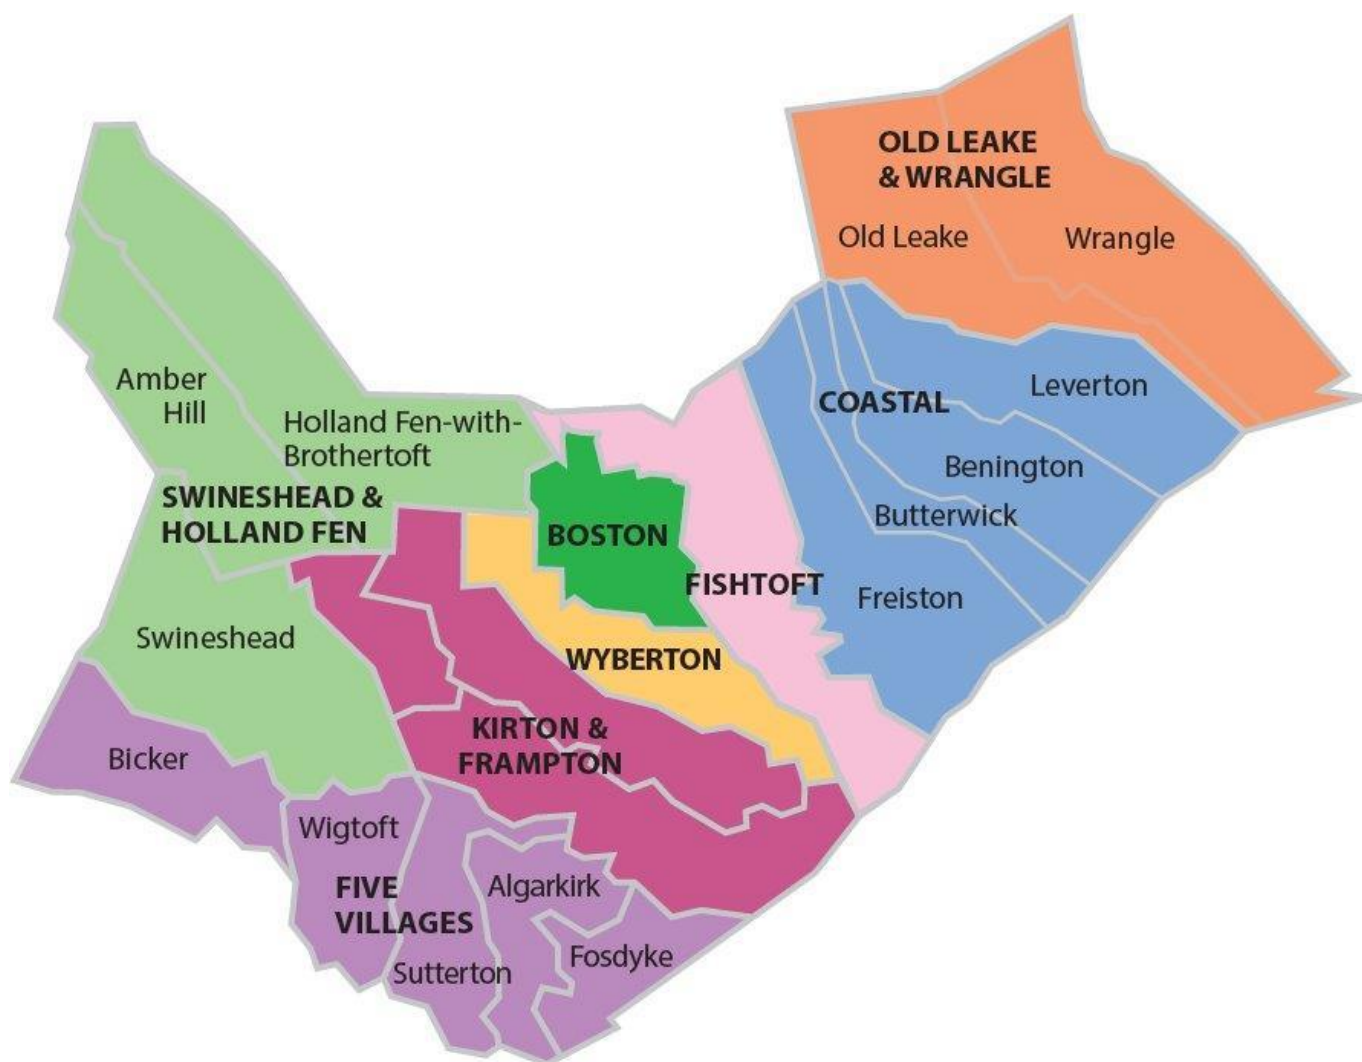 OLD LEAKE
& WRANGLE
Old Leake
Wrangle
Amber
Hill
Holland Fen-with-
Brothertoft
SWINESHEAD &
HOLLAND FEN
Swineshead
COASTAL
Leverton
Benington
Butterwick
Freiston
BOSTON
FISHTOFT
WYBERTON
KIRTON &
FRAMPTON
Bicker
Wigtoft
FIVE
VILLAGES
Algarkirk
Sutterton
Fosdyke